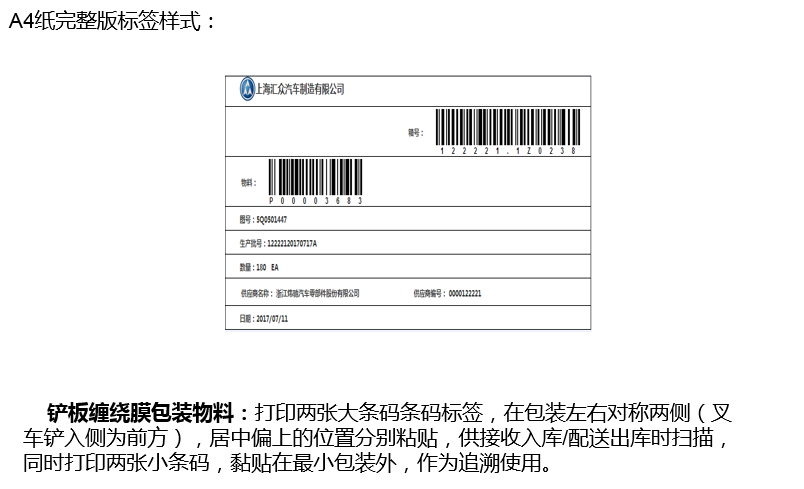 A4纸完整版标签样式：
上海汇众汽车制造有限公司
箱号：
122221.1Z0238
物料：
P00003683
图号：5Q0501447
生产批号：12222120170717A
数量：180 EA
供应商名称： 浙江炜驰汽车零部件股份有限公司 供应商编号： 0000122221
日期：2017/07/11
铲板缠绕膜包装物料：打印两张大条码条码标签，在包装左右对称两侧（叉
车铲入侧为前方），居中偏上的位置分别粘贴，供接收入库/配送出库时扫描，
同时打印两张小条码，黏贴在最小包装外，作为追溯使用。